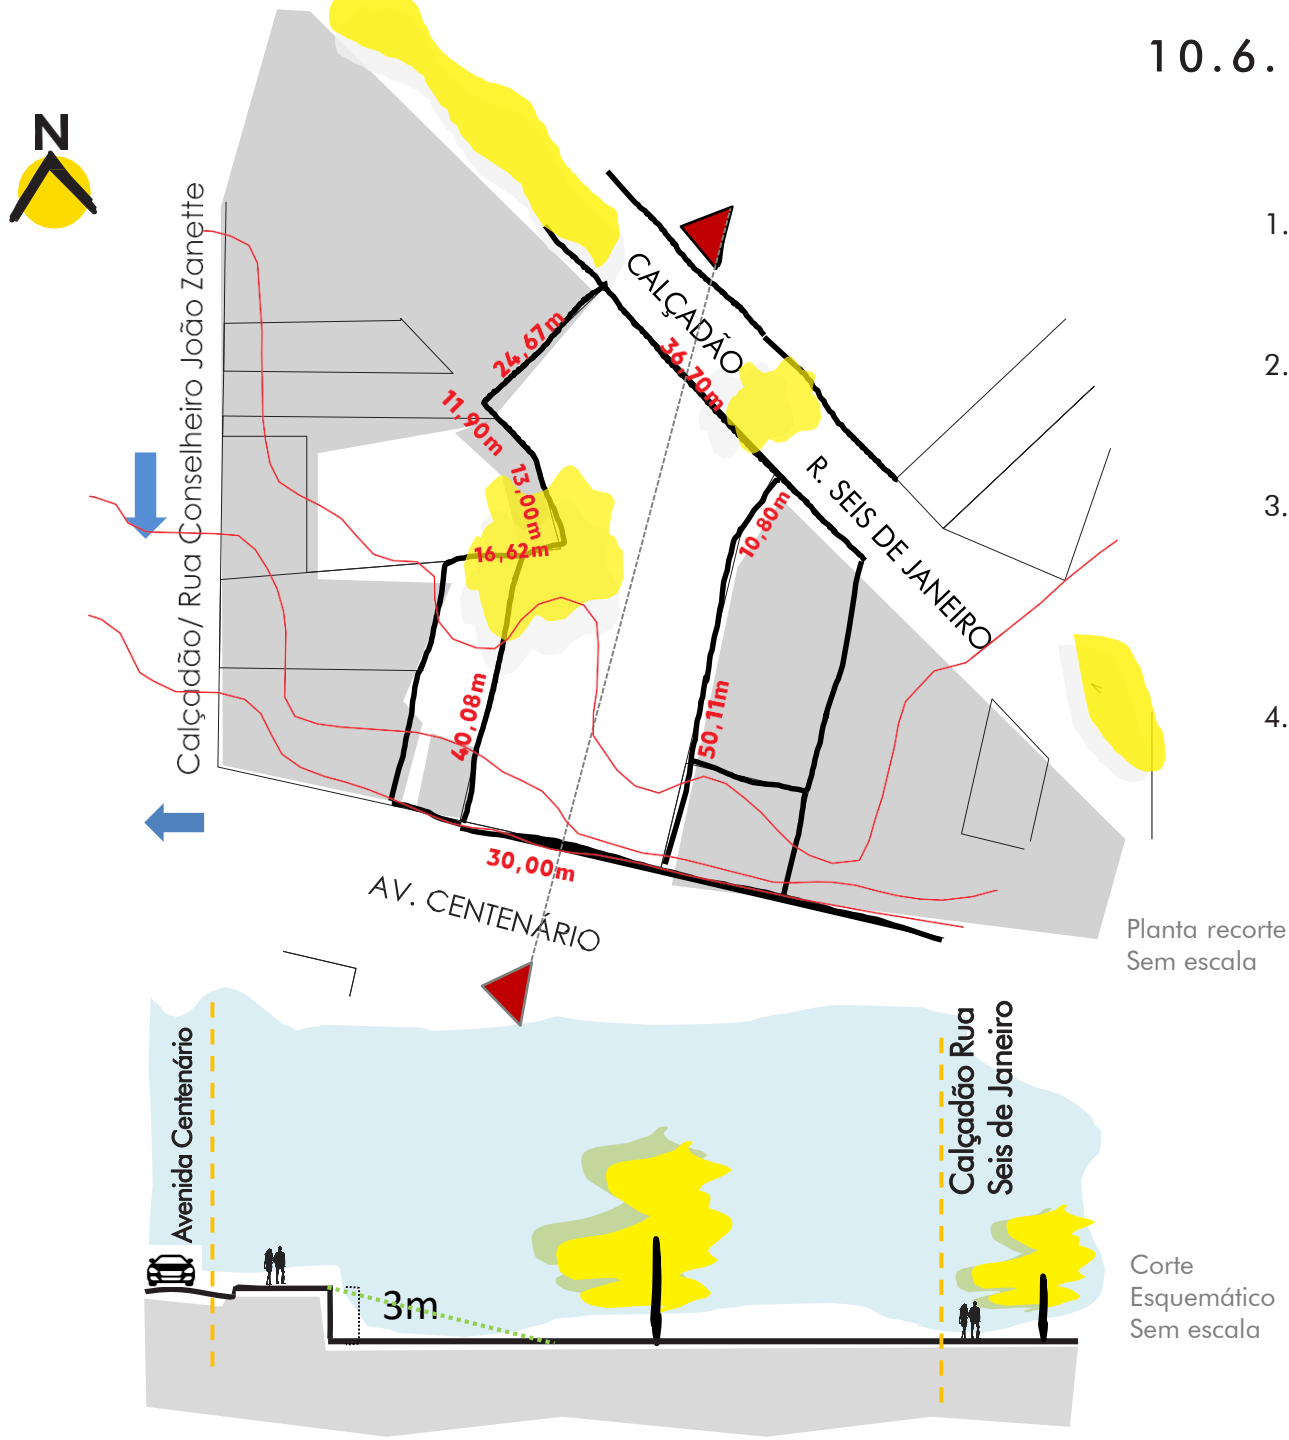 10.6.
N
1.
Calçadão/ Rua Conselheiro João Zanette
CALÇADÃO
24,67m
36,70m
2.
11,90m
13,00m
R. SEIS DE JANEIRO
10,80m
3.
16,62m
40,08m
50,11m
4.
30,00m
AV. CENTENÁRIO
Planta recorte
Sem escala
Avenida Centenário
Calçadão Rua
Seis de Janeiro
3m
Corte
Esquemático
Sem escala